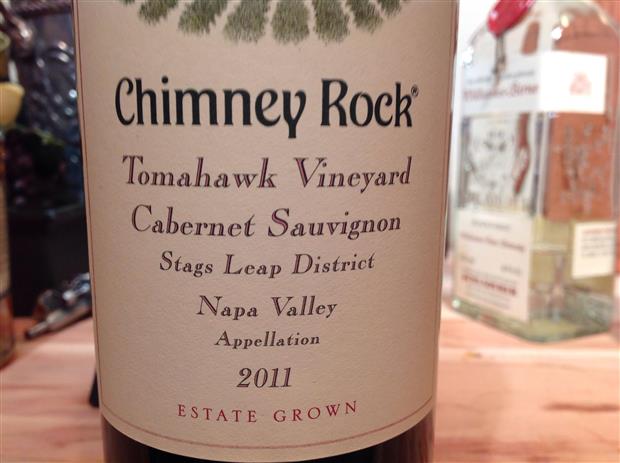 Chimney Rock®
Tomahawk Vineyard
Cabernet Sauvignon
Stags Leap District
Napa Valley
Appellation
2011
ESTATE GROWN